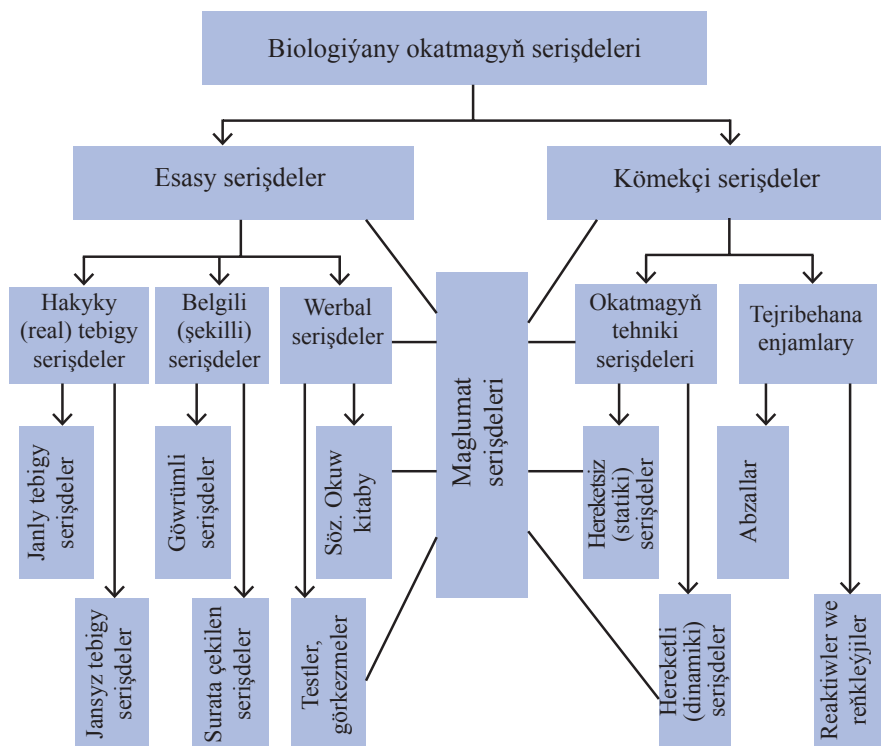 Biologiýany okatmagyň serişdeleri
Esasy serişdeler
Kömekçi serişdeler
Hakyky
(real) tebigy
serişdeler
Belgili
(şekilli)
serişdeler
Werbal
serişdeler
Maglumat
serişdeleri
Okatmagyň
tehniki
serişdeleri
Tejribehana
enjamlary
Janly tebigy
serişdeler
Göwrümli
serişdeler
Söz. Okuw
kitaby
Hereketsiz
(statiki)
serişdeler
Abzallar
Jansyz tebigy
serişdeler
Surata çekilen
serişdeler
Testler,
görkezmeler
Hereketli
(dinamiki)
serişdeler
Reaktiwler we
reňkleýjiler